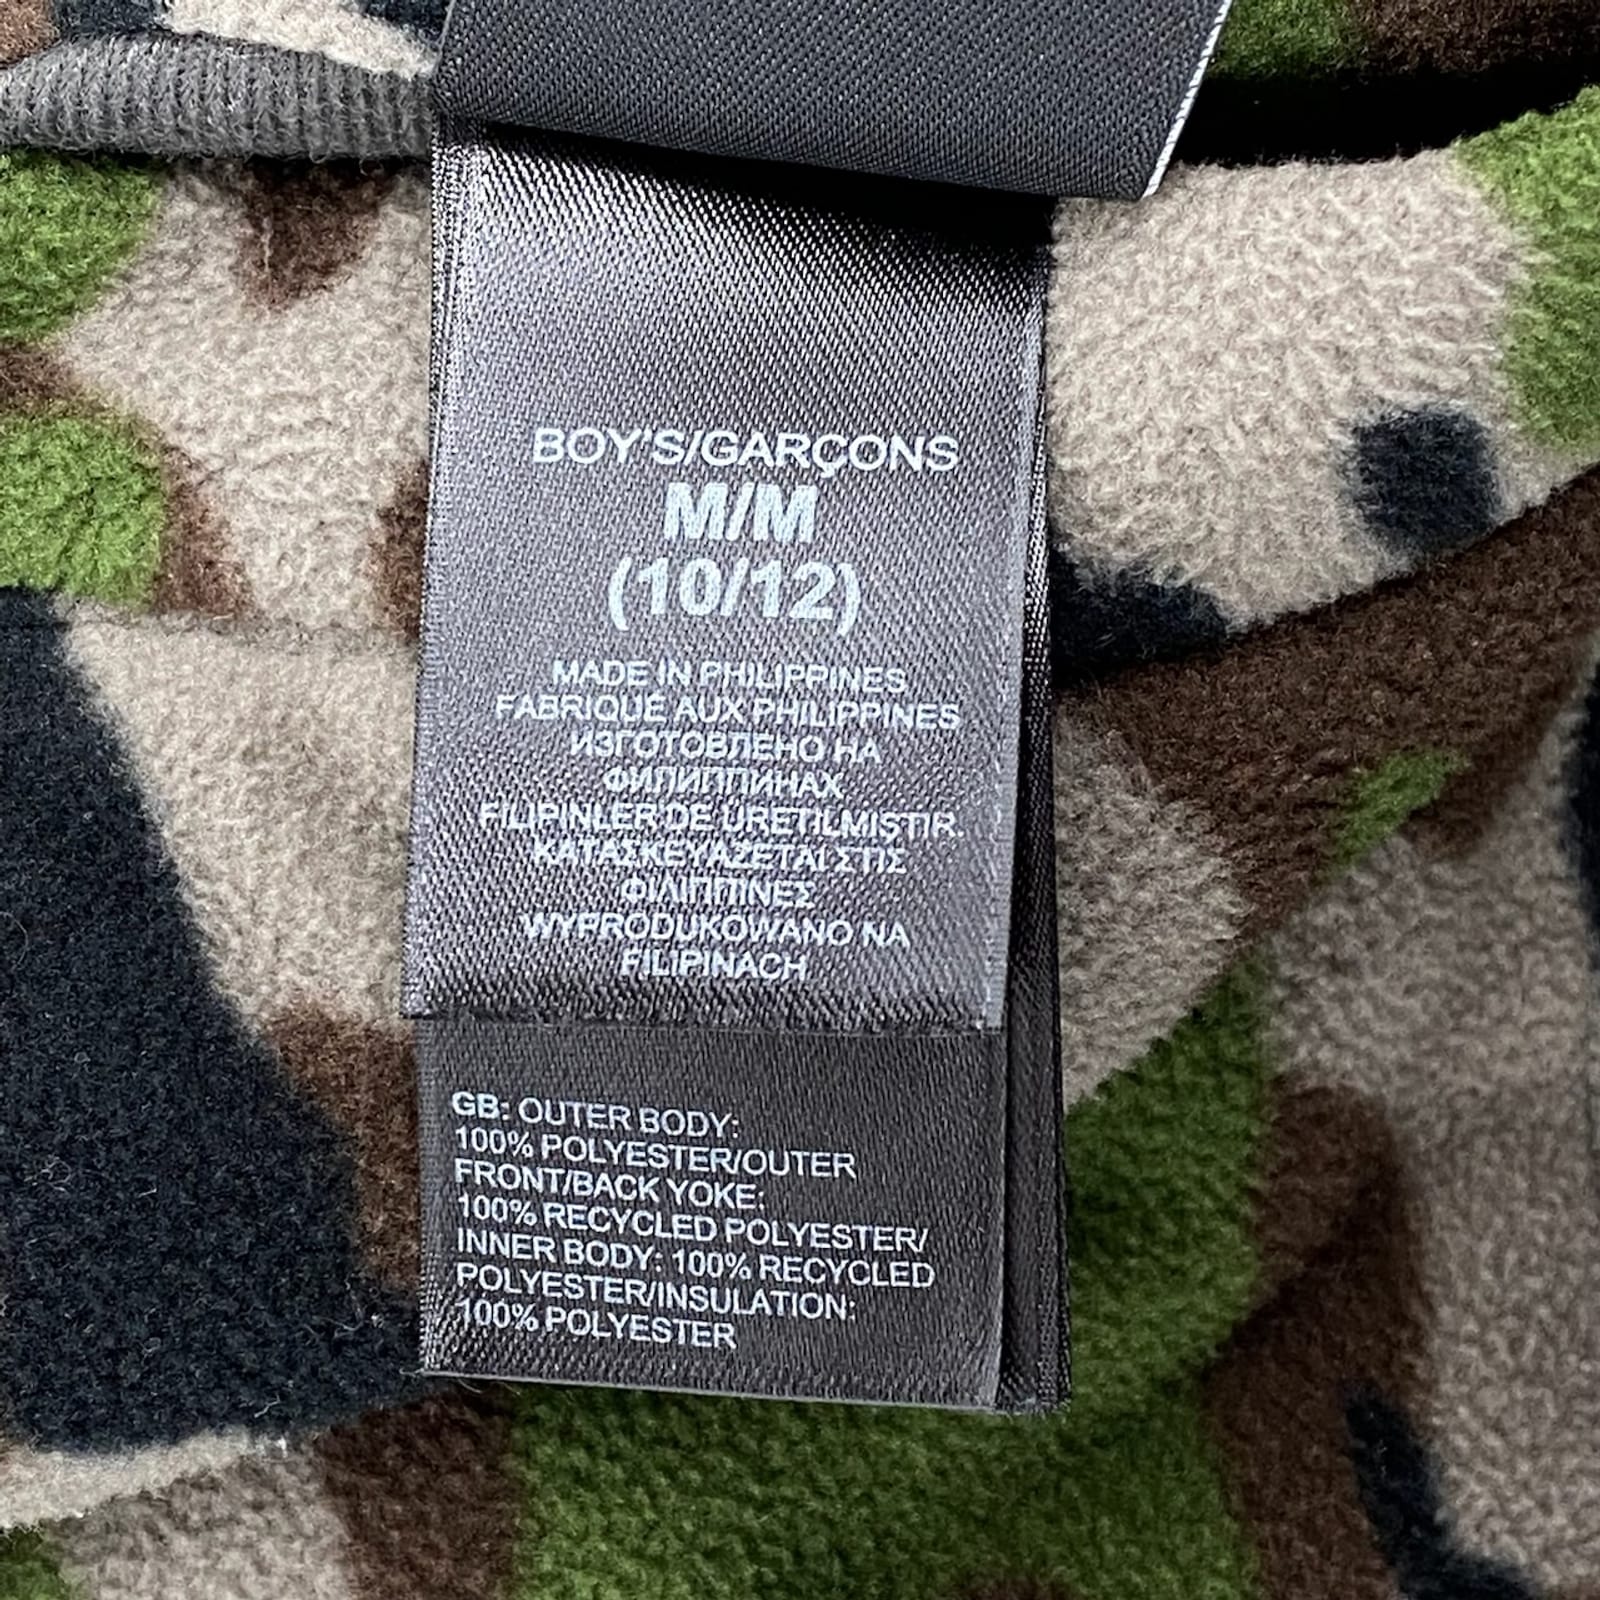 BOY'S/GARÇONS
M/M
(10/12)
MADE IN PHILIPPINES
FABRIQUÉ AUX PHILIPPINES
ИЗГОТОВЛЕНО НА
ФИЛИППИНАХ
FILIPINLER'DE URETILMISTIR.
ΚΑΤΑΣΚΕΥΑΖΕΤΑΙ ΣΤΙΣ
ΦΙΛΙΠΠΙΝΕΣ
WYPRODUKOWANO NA
FILIPINACH
GB: OUTER BODY:
100% POLYESTER/OUTER
FRONT/BACK YOKE:
100% RECYCLED POLYESTER/
INNER BODY: 100% RECYCLED
POLYESTER/INSULATION:
100% POLYESTER